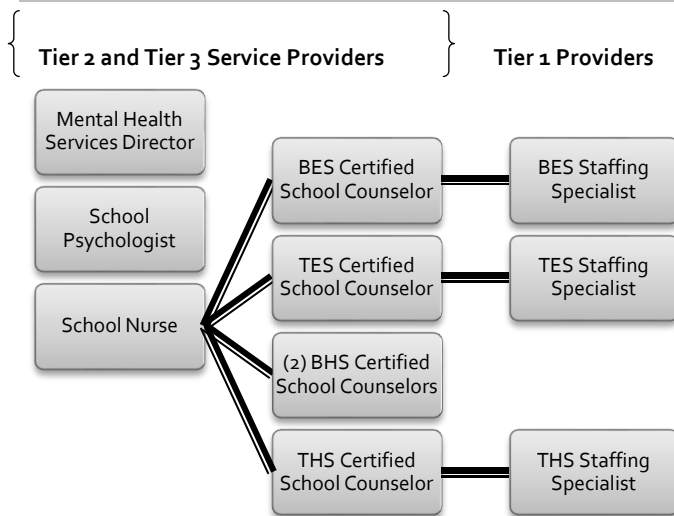 Tier 2 and Tier 3 Service Providers
Tier 1 Providers
Mental Health
Services Director
School
Psychologist
School Nurse
BES Certified
School Counselor
TES Certified
School Counselor
(2) BHS Certified
School Counselors
THS Certified
School Counselor
BES Staffing
Specialist
TES Staffing
Specialist
THS Staffing
Specialist